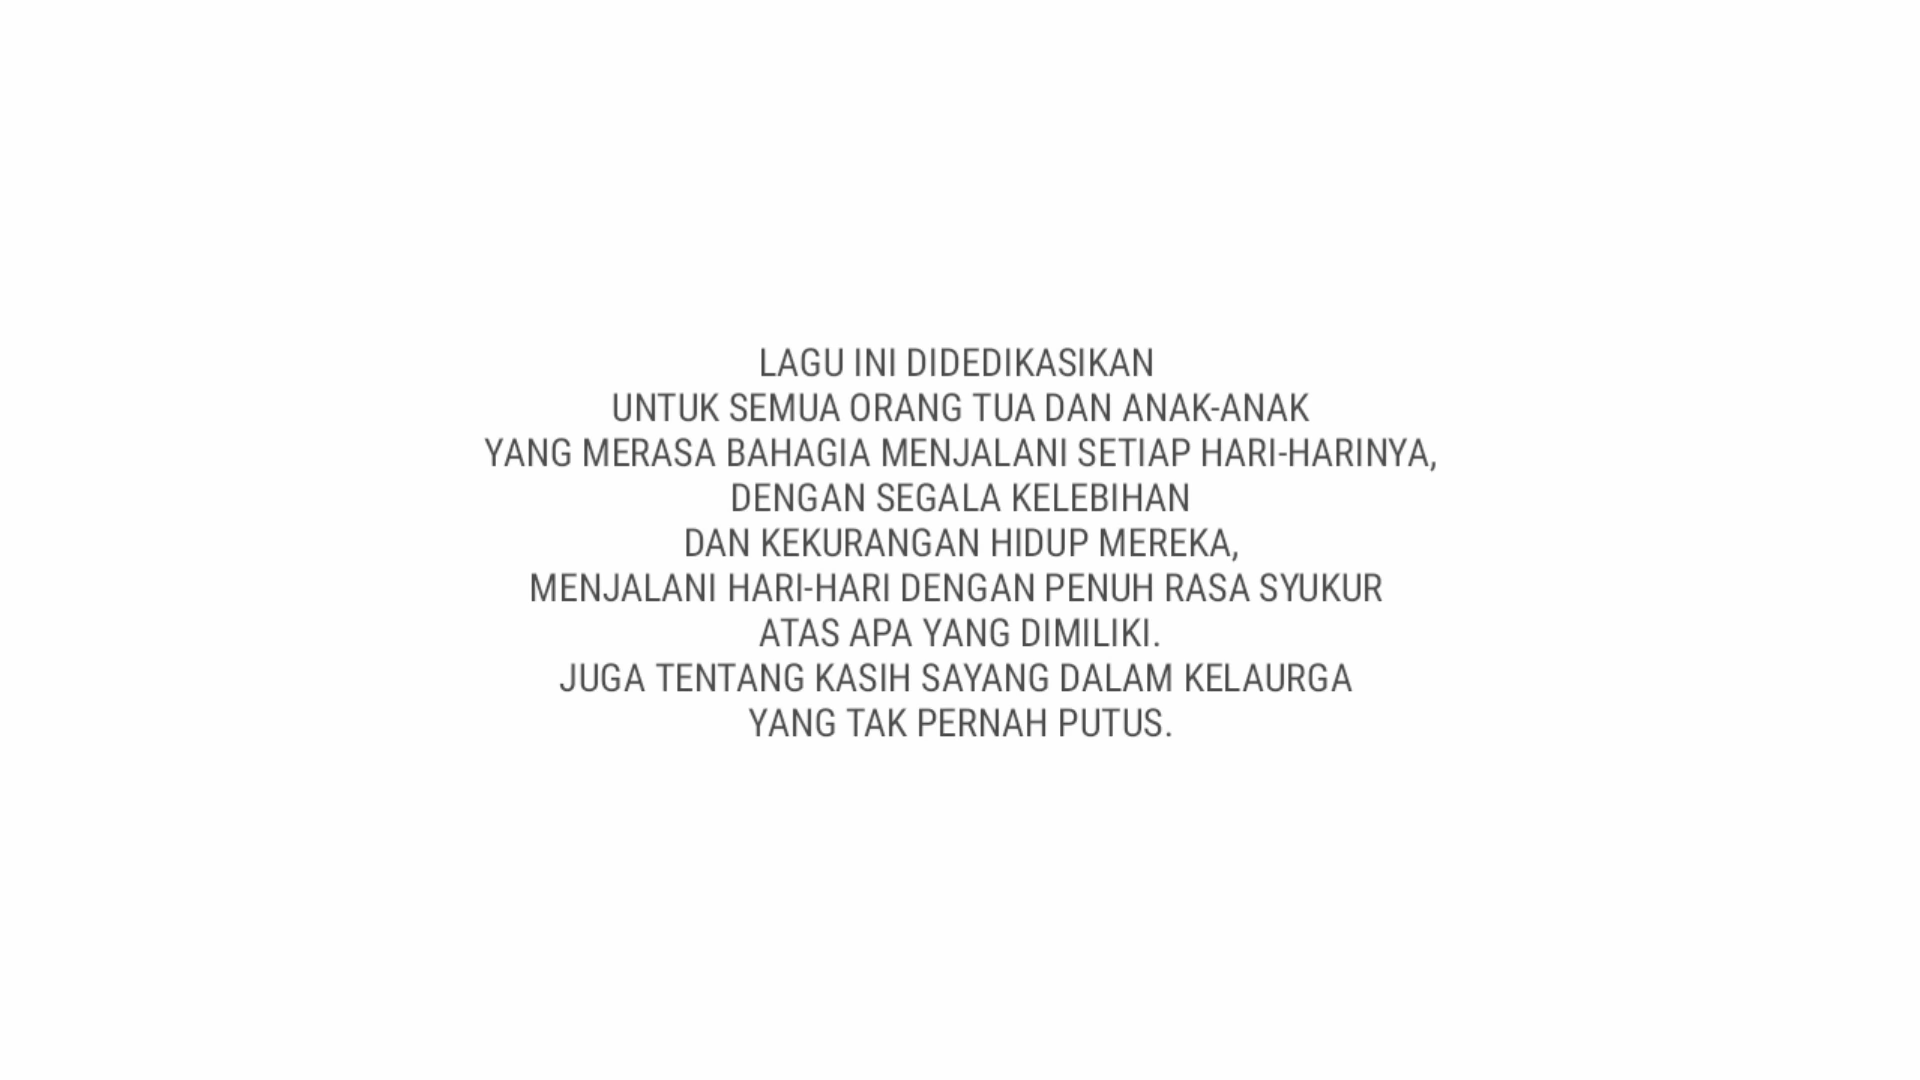 LAGU INI DIDEDIKASIKAN
UNTUK SEMUA ORANG TUA DAN ANAK-ANAK
YANG MERASA BAHAGIA MENJALANI SETIAP HARI-HARINYA,
DENGAN SEGALA KELEBIHAN
DAN KEKURANGAN HIDUP MEREKA,
MENJALANI HARI-HARI DENGAN PENUH RASA SYUKUR
ATAS APA YANG DIMILIKI.
JUGA TENTANG KASIH SAYANG DALAM KELAURGA
YANG TAK PERNAH PUTUS.